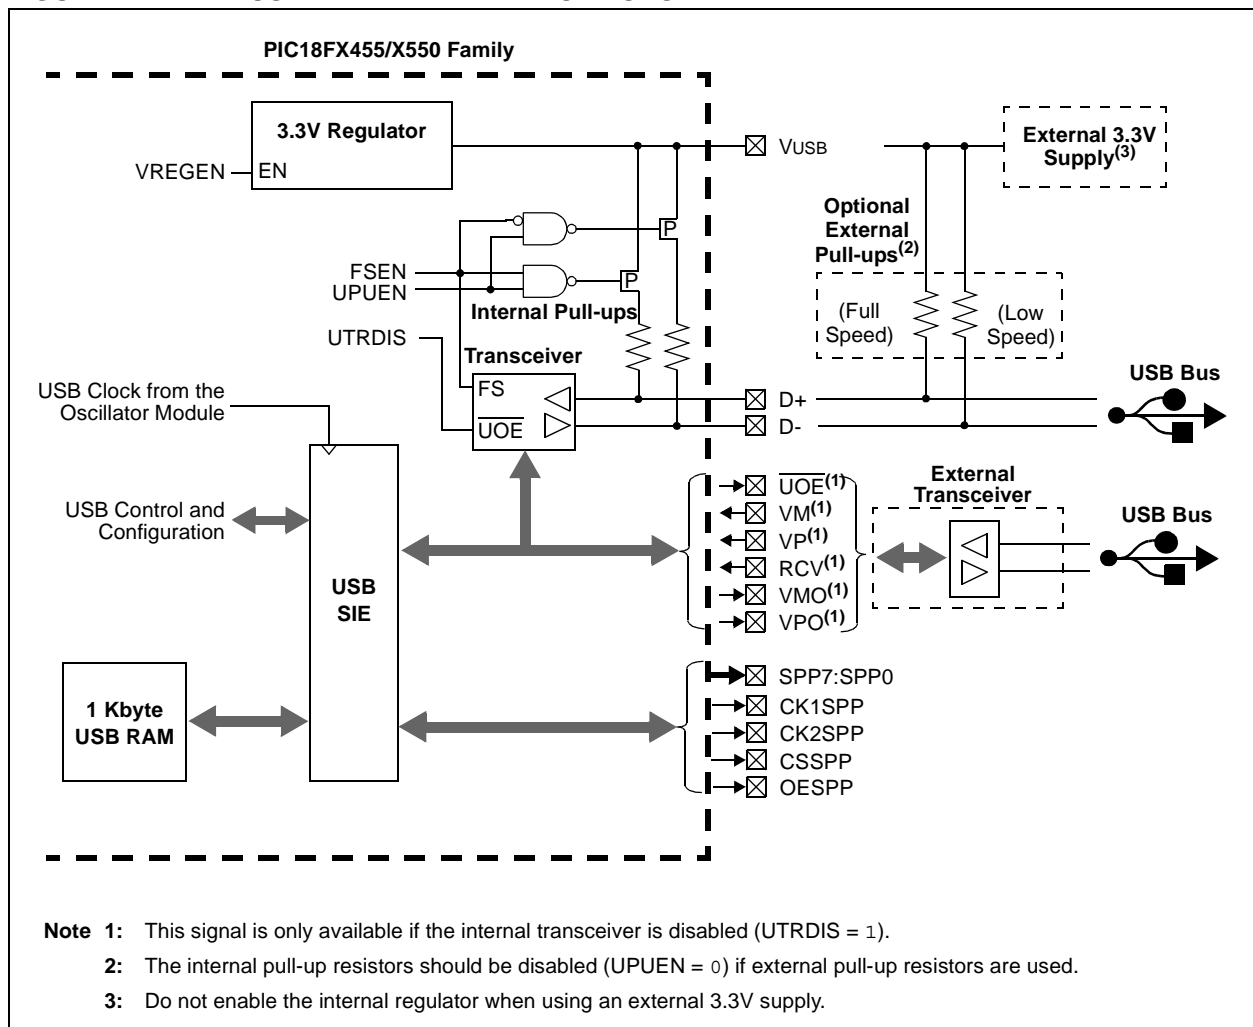 PIC18FX455/X550 Family
3.3V Regulator
VREGEN
EN
VUSB
External 3.3V
Supply(3)
Optional
External
Pull-ups(2)
P
FSEN
UPUEN
P
Internal Pull-ups
(Full
Speed)
(Low
Speed)
UTRDIS
Transceiver
FS
UOE
USB Clock from the
Oscillator Module
D+
D-
USB Bus
USB Control and
Configuration
UOE(1)
VM(1)
VP(1)
RCV(1)
VMO(1)
VPO(1)
External
Transceiver
USB Bus
USB
SIE
1 Kbyte
USB RAM
SPP7:SPP0
CK1SPP
CK2SPP
CSSPP
OESPP
Note 1: This signal is only available if the internal transceiver is disabled (UTRDIS = 1).
2: The internal pull-up resistors should be disabled (UPUEN = 0) if external pull-up resistors are used.
3: Do not enable the internal regulator when using an external 3.3V supply.